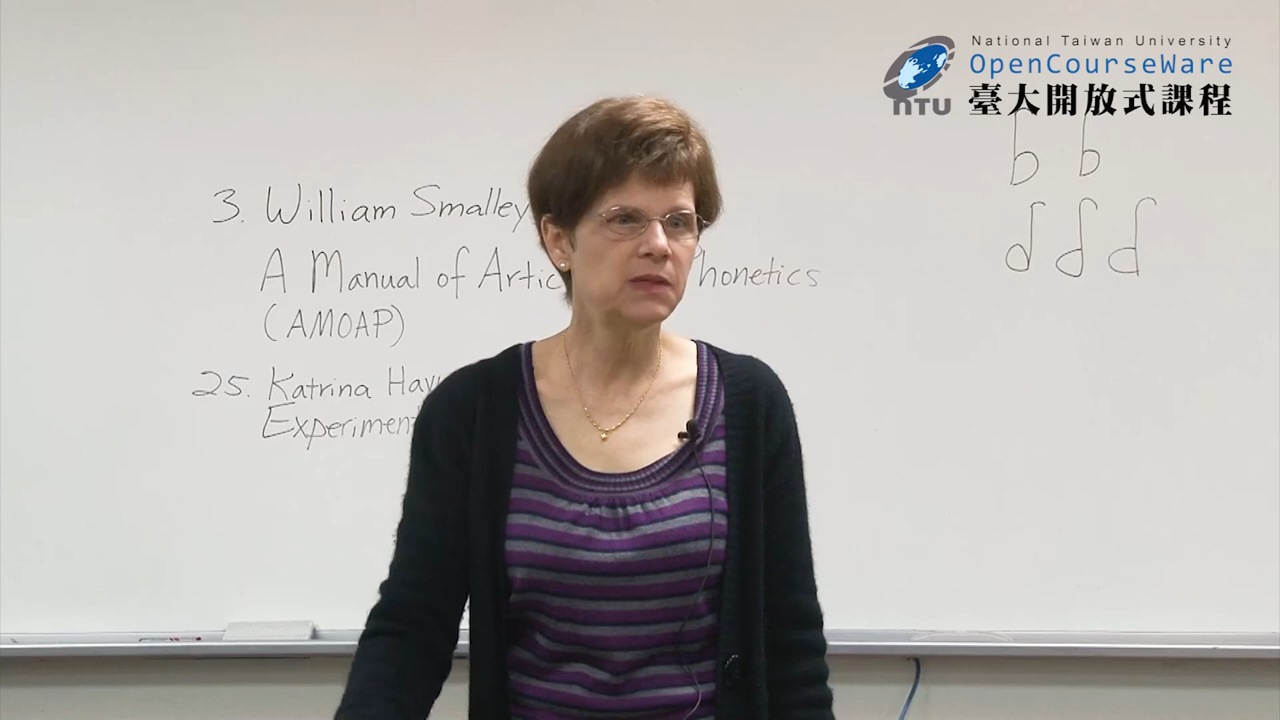 National Taiwan University
OpenCourseWare
臺大開放式課程
NTU
3. William Smalley
A Manual of Artic Phonetics
(AMOAP)
25. Katrina Hay
Experiment
b b
d d d